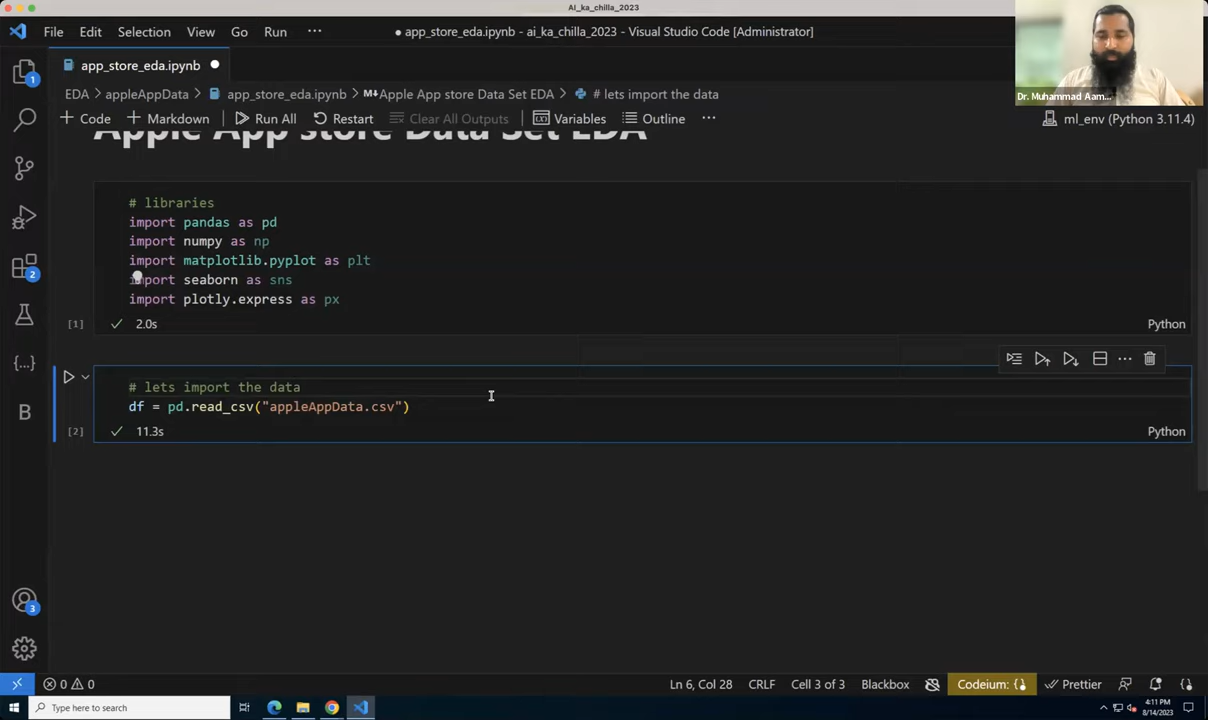 AI_ka_chilla_2023
File Edit Selection View Go Run ···
app_store_eda.ipynb - ai_ka_chilla_2023 - Visual Studio Code [Administrator]
Dr. Muhammad Aam...
app_store_eda.ipynb
EDA > appleAppData > app_store_eda.ipynb > M↓Apple App store Data Set EDA > # lets import the data
+ Code + Markdown Run All Restart Clear All Outputs Variables Outline ··· ml_env (Python 3.11.4)
Apple App store Data Set EDA
# libraries
import pandas as pd
import numpy as np
import matplotlib.pyplot as plt
import seaborn as sns
import plotly.express as px
[1] 2.0s Python
# lets import the data
df = pd.read_csv("appleAppData.csv")
[2] 11.3s Python
1
2
{...}
B
3
0 0 Ln 6, Col 28 CRLF Cell 3 of 3 Blackbox Codeium: {} Prettier
Type here to search
4:11 PM
8/14/2023